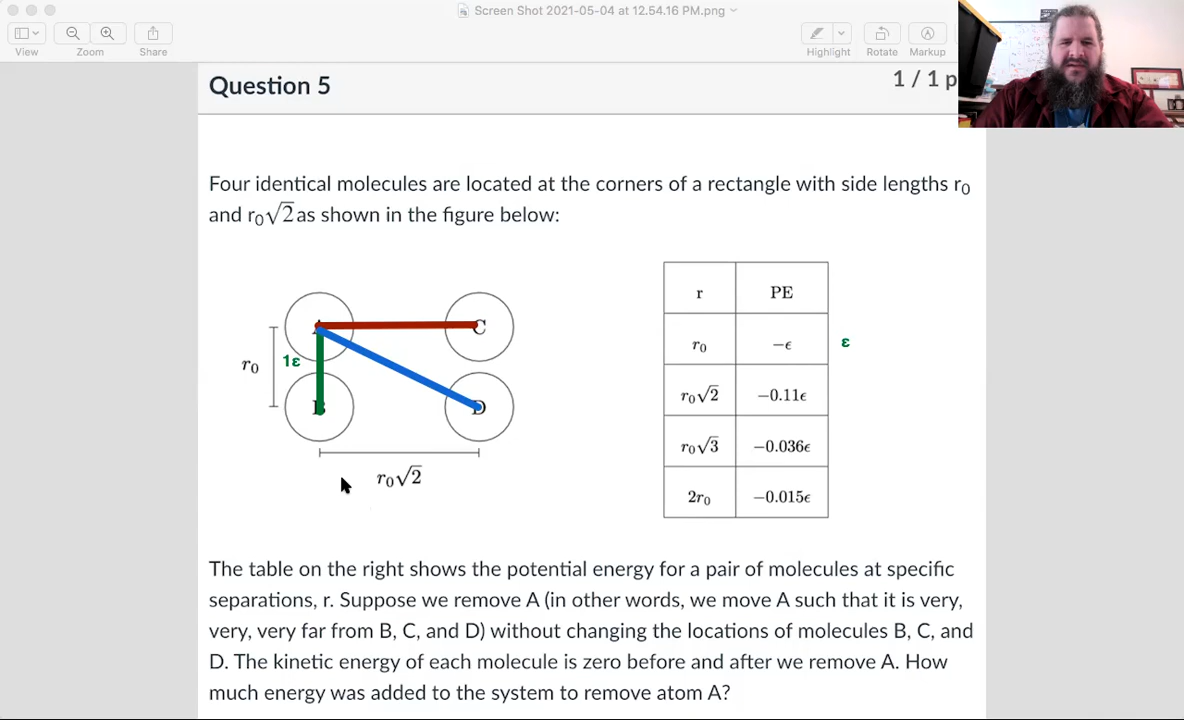 Screen Shot 2021-05-04 at 12.54.16 PM.png
View
Zoom
Share
Highlight
Rotate
Markup
Question 5
1 / 1 p
Four identical molecules are located at the corners of a rectangle with side lengths r₀
and r₀√2 as shown in the figure below:
C
r₀
1ε
B
D
r₀√2
r PE
r₀ −ϵ ε
r₀√2 −0.11ϵ
r₀√3 −0.036ϵ
2r₀ −0.015ϵ
The table on the right shows the potential energy for a pair of molecules at specific
separations, r. Suppose we remove A (in other words, we move A such that it is very,
very, very far from B, C, and D) without changing the locations of molecules B, C, and
D. The kinetic energy of each molecule is zero before and after we remove A. How
much energy was added to the system to remove atom A?